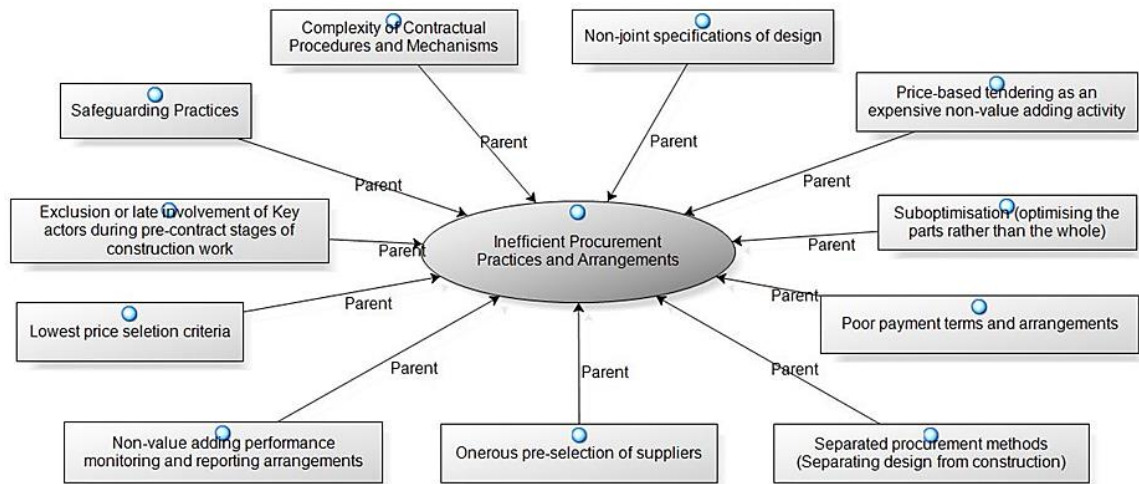 Complexity of Contractual
Procedures and Mechanisms
Non-joint specifications of design
Safeguarding Practices
Price-based tendering as an
expensive non-value adding activity
Parent
Parent
Parent
Parent
Exclusion or late involvement of Key
actors during pre-contract stages of
construction work
Parent
Inefficient Procurement
Practices and Arrangements
Parent
Suboptimisation (optimising the
parts rather than the whole)
Lowest price seletion criteria
Parent
Parent
Poor payment terms and arrangements
Parent
Parent
Parent
Non-value adding performance
monitoring and reporting arrangements
Onerous pre-selection of suppliers
Separated procurement methods
(Separating design from construction)